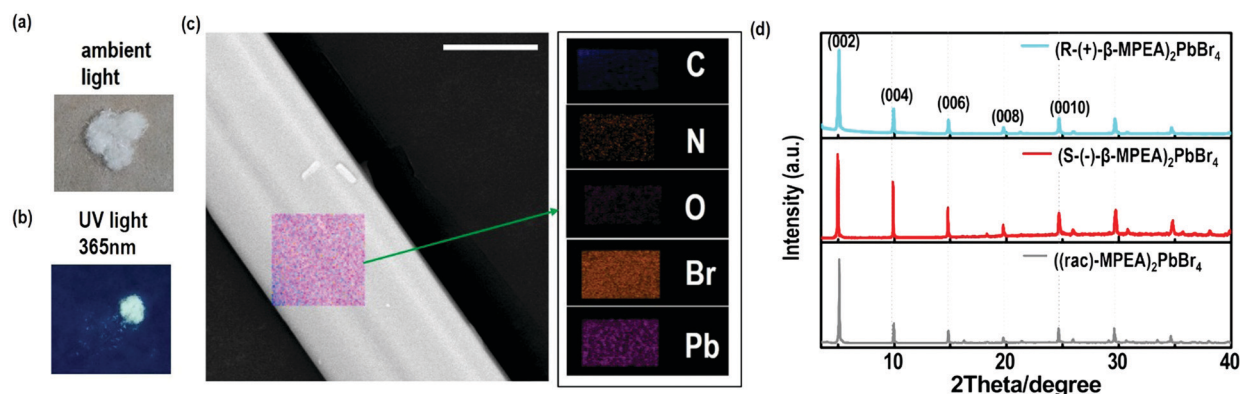 (a)
ambient
light
(b)
UV light
365nm
(c)
C
N
O
Br
Pb
(d)
(002)
(004)
(006)
(008)
(0010)
(R-(+)-β-MPEA)₂PbBr₄
(S-(-)-β-MPEA)₂PbBr₄
((rac)-MPEA)₂PbBr₄
Intensity (a.u.)
10
20
30
40
2Theta/degree